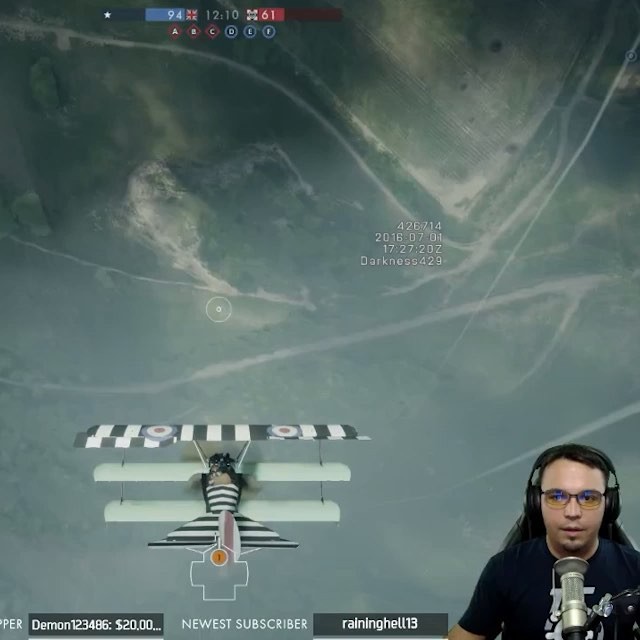 94 12:10 61
A B C D E F
426714
2016:07:01
17:27:20Z
Darkness429
PPER Demon123486: $20,00... NEWEST SUBSCRIBER raininghell13